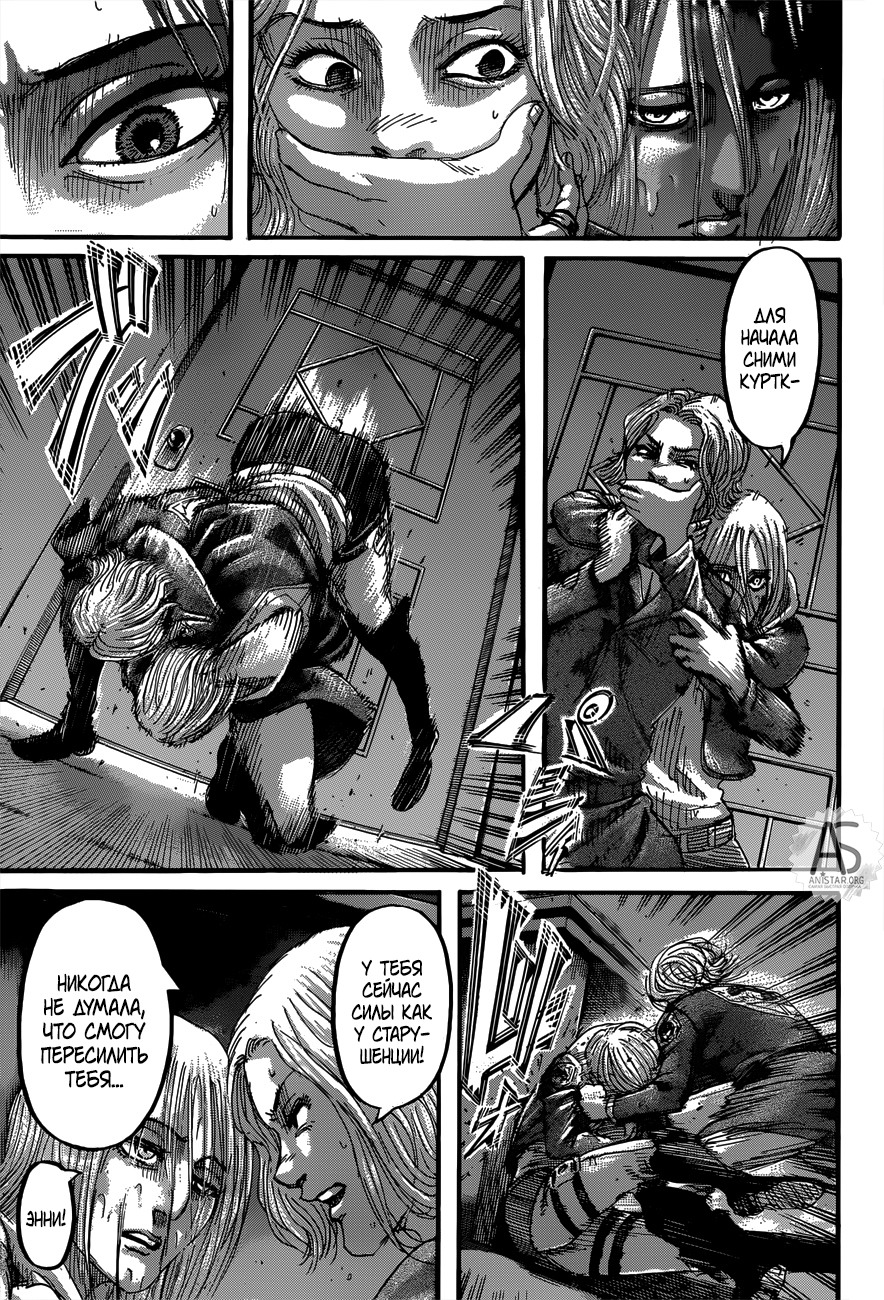 ДЛЯ
НАЧАЛА
СНИМИ
КУРТК-
У ТЕБЯ
СЕЙЧАС
СИЛЫ КАК
У СТАРУ-
ШЕНЦИИ!
НИКОГДА
НЕ ДУМАЛА,
ЧТО СМОГУ
ПЕРЕСИЛИТЬ
ТЕБЯ...
ЭННИ!
AS
ANISTAR.ORG